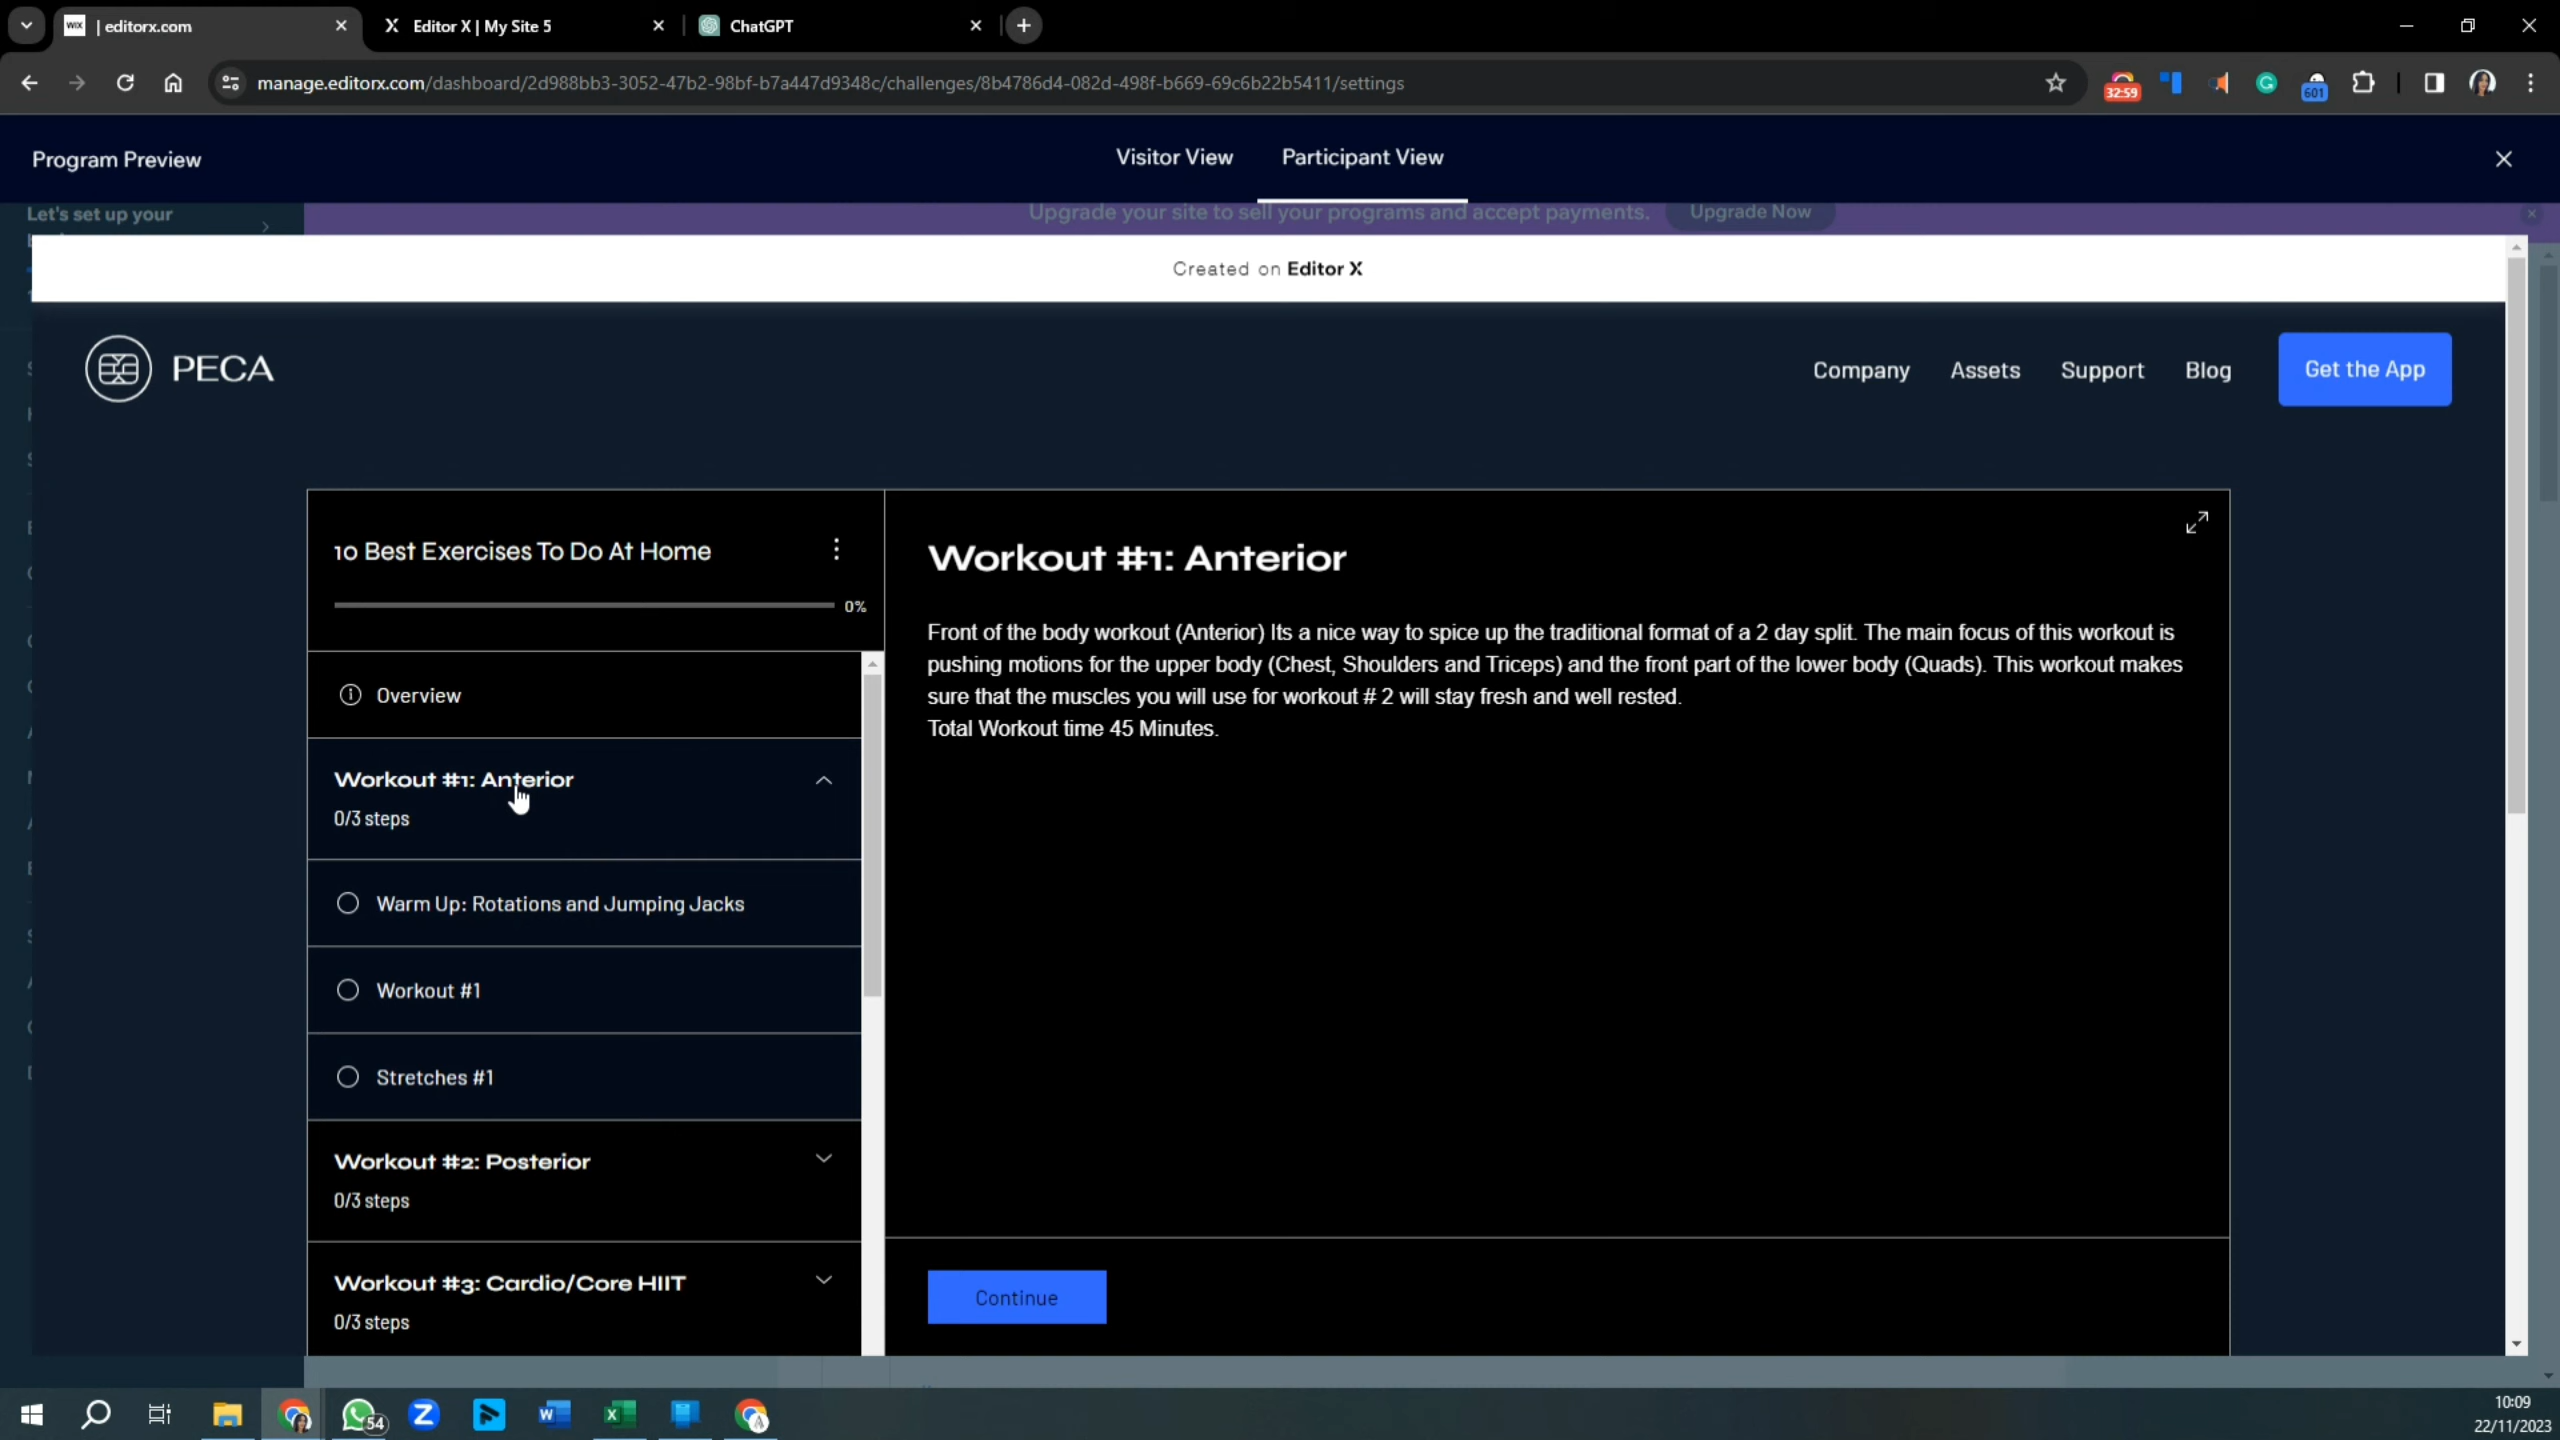 WIX | editorx.com
X Editor X | My Site 5
ChatGPT
manage.editorx.com/dashboard/2d988bb3-3052-47b2-98bf-b7a447d9348c/challenges/8b4786d4-082d-498f-b669-69c6b22b5411/settings
32:59
601
Program Preview
Visitor View
Participant View
Let's set up your
Upgrade your site to sell your programs and accept payments.
Upgrade Now
Created on Editor X
PECA
Company
Assets
Support
Blog
Get the App
10 Best Exercises To Do At Home
0%
Overview
Workout #1: Anterior
0/3 steps
Warm Up: Rotations and Jumping Jacks
Workout #1
Stretches #1
Workout #2: Posterior
0/3 steps
Workout #3: Cardio/Core HIIT
0/3 steps
Workout #1: Anterior
Front of the body workout (Anterior) Its a nice way to spice up the traditional format of a 2 day split. The main focus of this workout is
pushing motions for the upper body (Chest, Shoulders and Triceps) and the front part of the lower body (Quads). This workout makes
sure that the muscles you will use for workout # 2 will stay fresh and well rested.
Total Workout time 45 Minutes.
Continue
54
10:09
22/11/2023